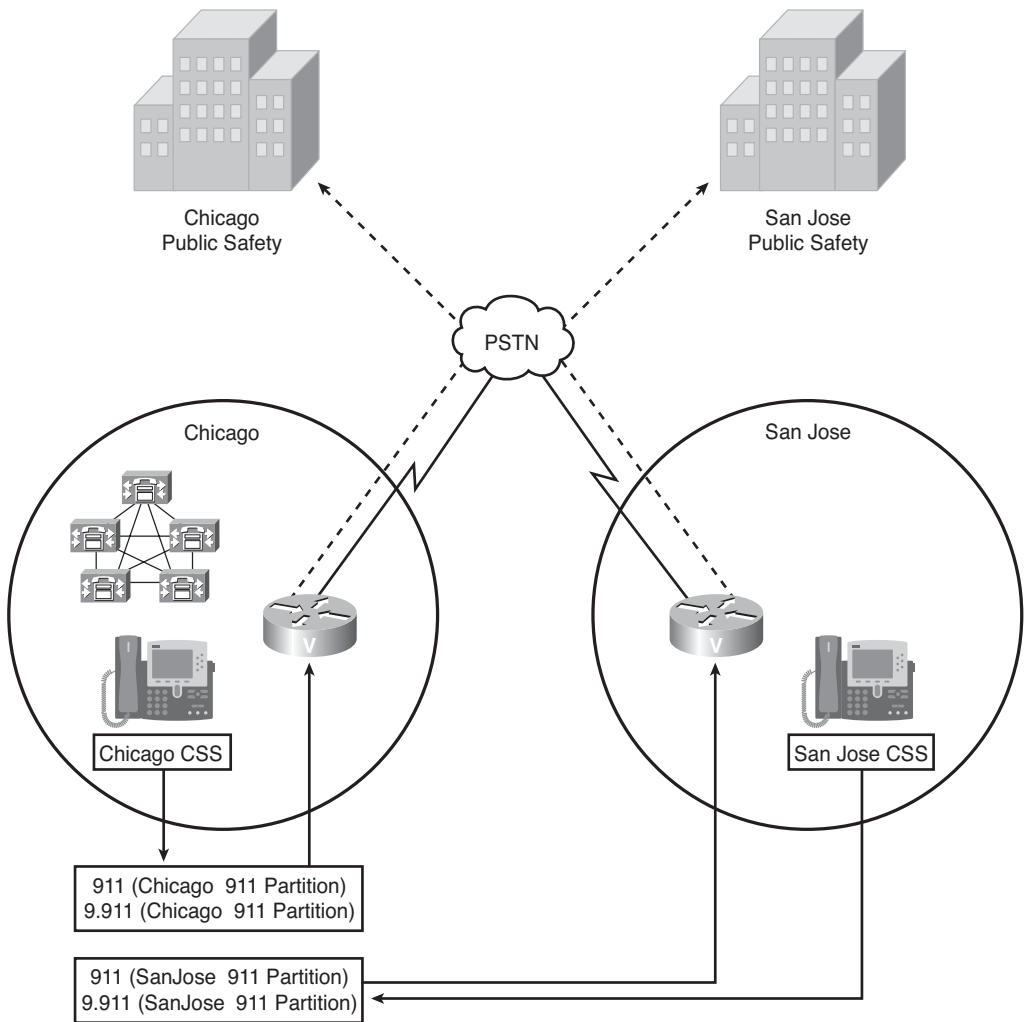 Chicago
Public Safety
San Jose
Public Safety
PSTN
Chicago
San Jose
V
V
Chicago CSS
San Jose CSS
911 (Chicago 911 Partition)
9.911 (Chicago 911 Partition)
911 (SanJose 911 Partition)
9.911 (SanJose 911 Partition)